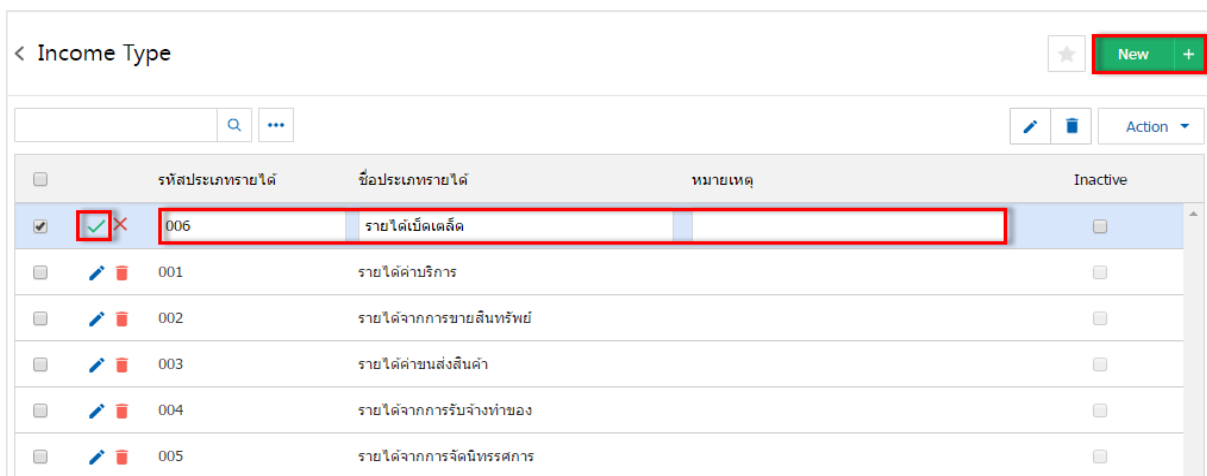 < Income Type
New +
Action
รหัสประเภทรายได้ ชื่อประเภทรายได้ หมายเหตุ Inactive
006 รายได้เบ็ดเตล็ด
001 รายได้ค่าบริการ
002 รายได้จากการขายสินทรัพย์
003 รายได้ค่าขนส่งสินค้า
004 รายได้จากการรับจ้างทำของ
005 รายได้จากการจัดนิทรรศการ